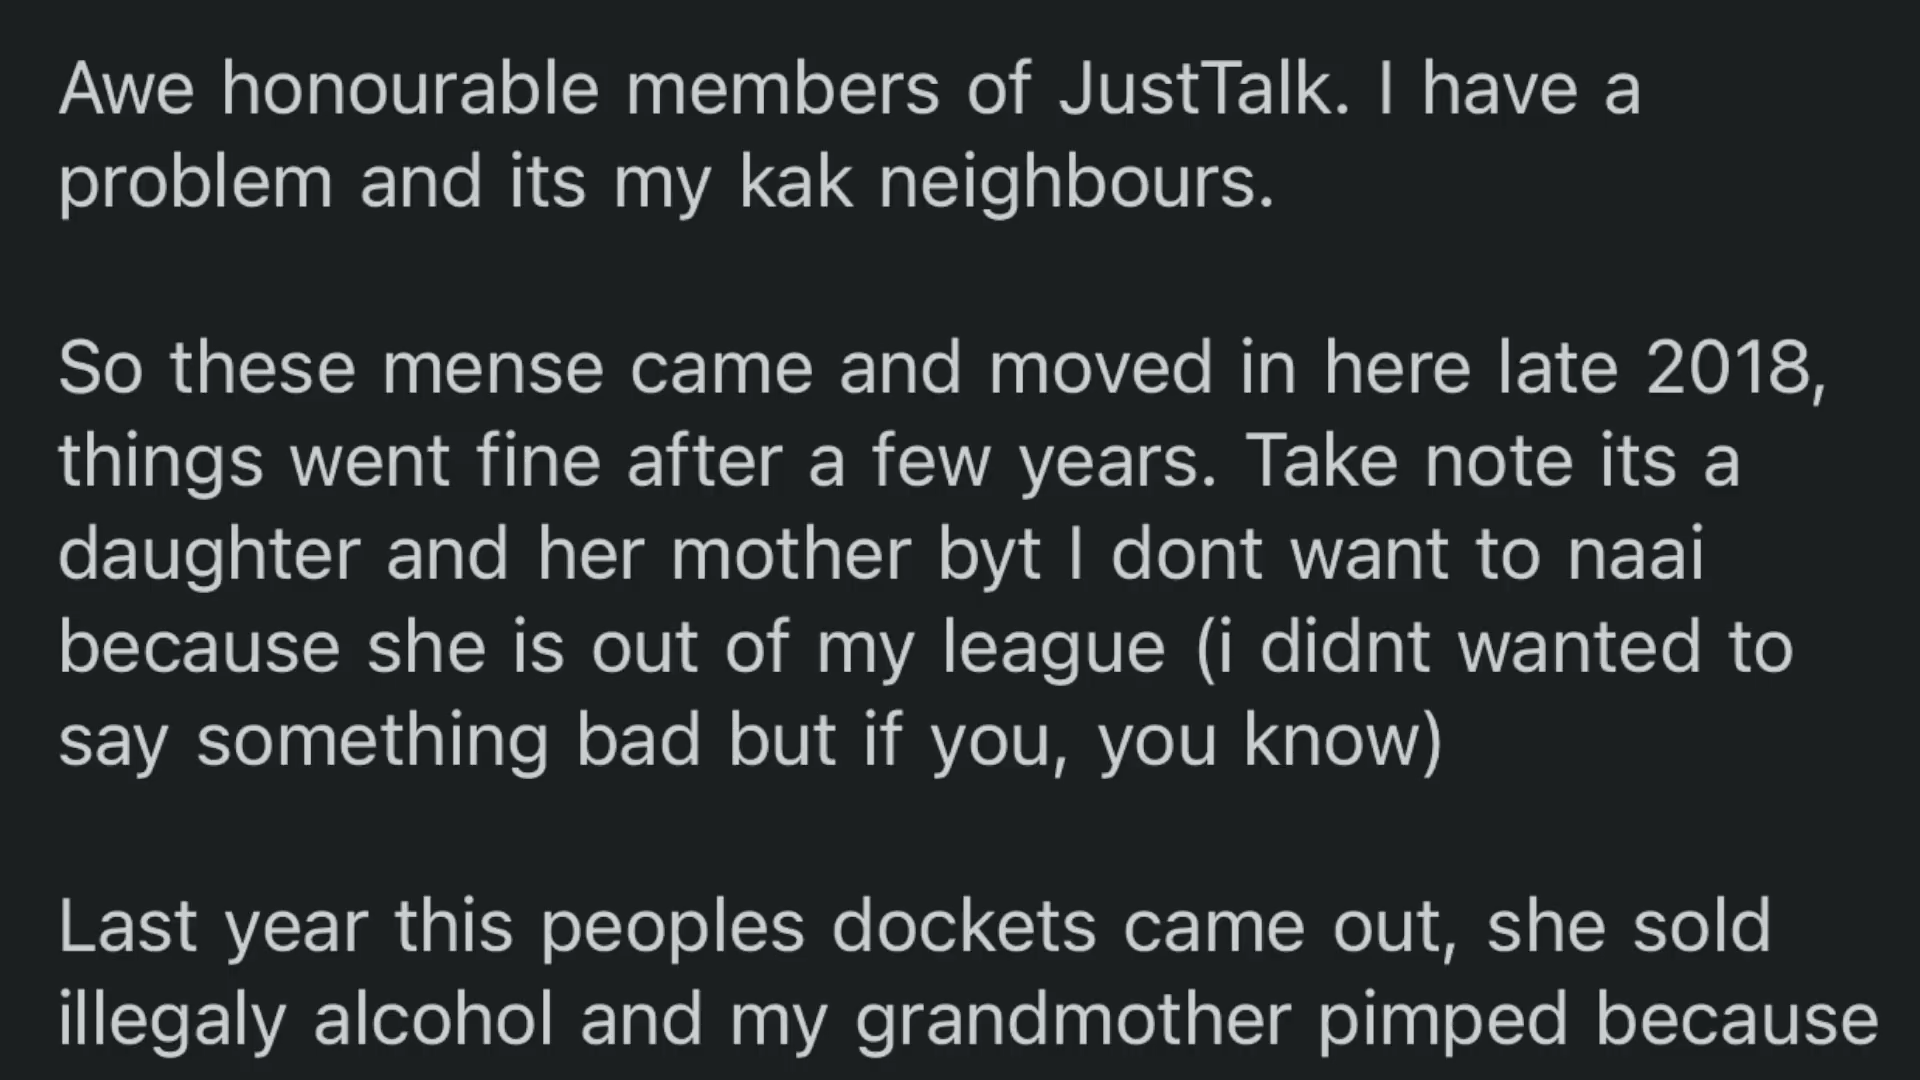 Awe honourable members of JustTalk. I have a
problem and its my kak neighbours.
So these mense came and moved in here late 2018,
things went fine after a few years. Take note its a
daughter and her mother byt I dont want to naai
because she is out of my league (i didnt wanted to
say something bad but if you, you know)
Last year this peoples dockets came out, she sold
illegaly alcohol and my grandmother pimped because